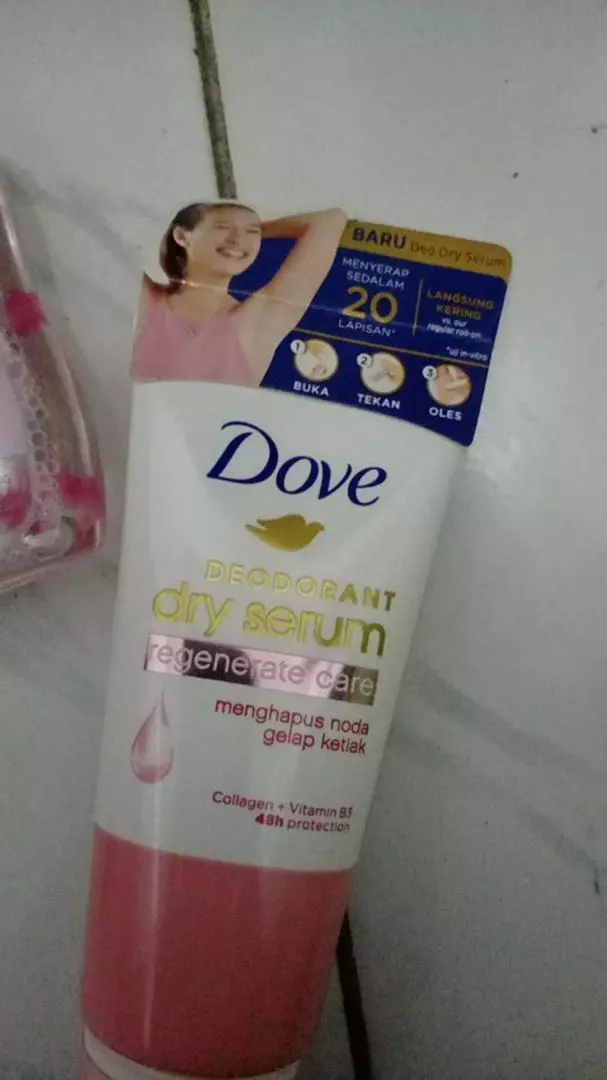 BARU Deo Dry Serum
MENYERAP
SEDALAM
20
LAPISAN*
LANGSUNG
KERING
vs. our
regular roll-on
*uji in-vitro
1
BUKA
2
TEKAN
3
OLES
Dove
DEODORANT
dry serum
regenerate care
menghapus noda
gelap ketiak
Collagen + Vitamin B3
48h protection